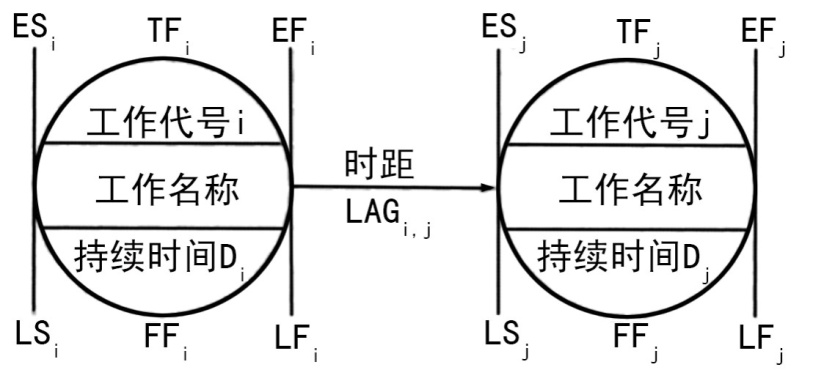 ESi TFi EFi ESj TFj EFj
工作代号i 工作代号j
工作名称 时距 工作名称
LAGi,j
持续时间Di 持续时间Dj
LSi FFi LFi LSj FFj LFj